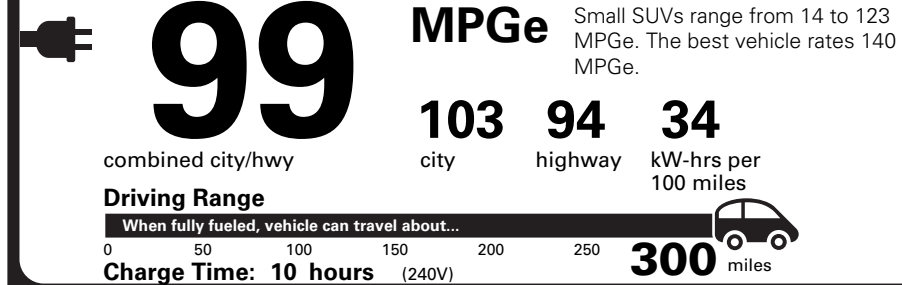 99
MPGe
Small SUVs range from 14 to 123
MPGe. The best vehicle rates 140
MPGe.
combined city/hwy
103 94 34
city highway kW-hrs per
100 miles
Driving Range
When fully fueled, vehicle can travel about...
0 50 100 150 200 250 300 miles
Charge Time: 10 hours (240V)